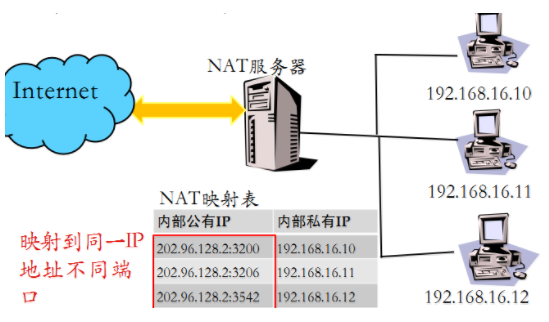 NAT服务器
Internet
192.168.16.10
192.168.16.11
192.168.16.12
NAT映射表
内部公有IP 内部私有IP
202.96.128.2:3200 192.168.16.10
202.96.128.2:3206 192.168.16.11
202.96.128.2:3542 192.168.16.12
映射到同一IP
地址不同端
口